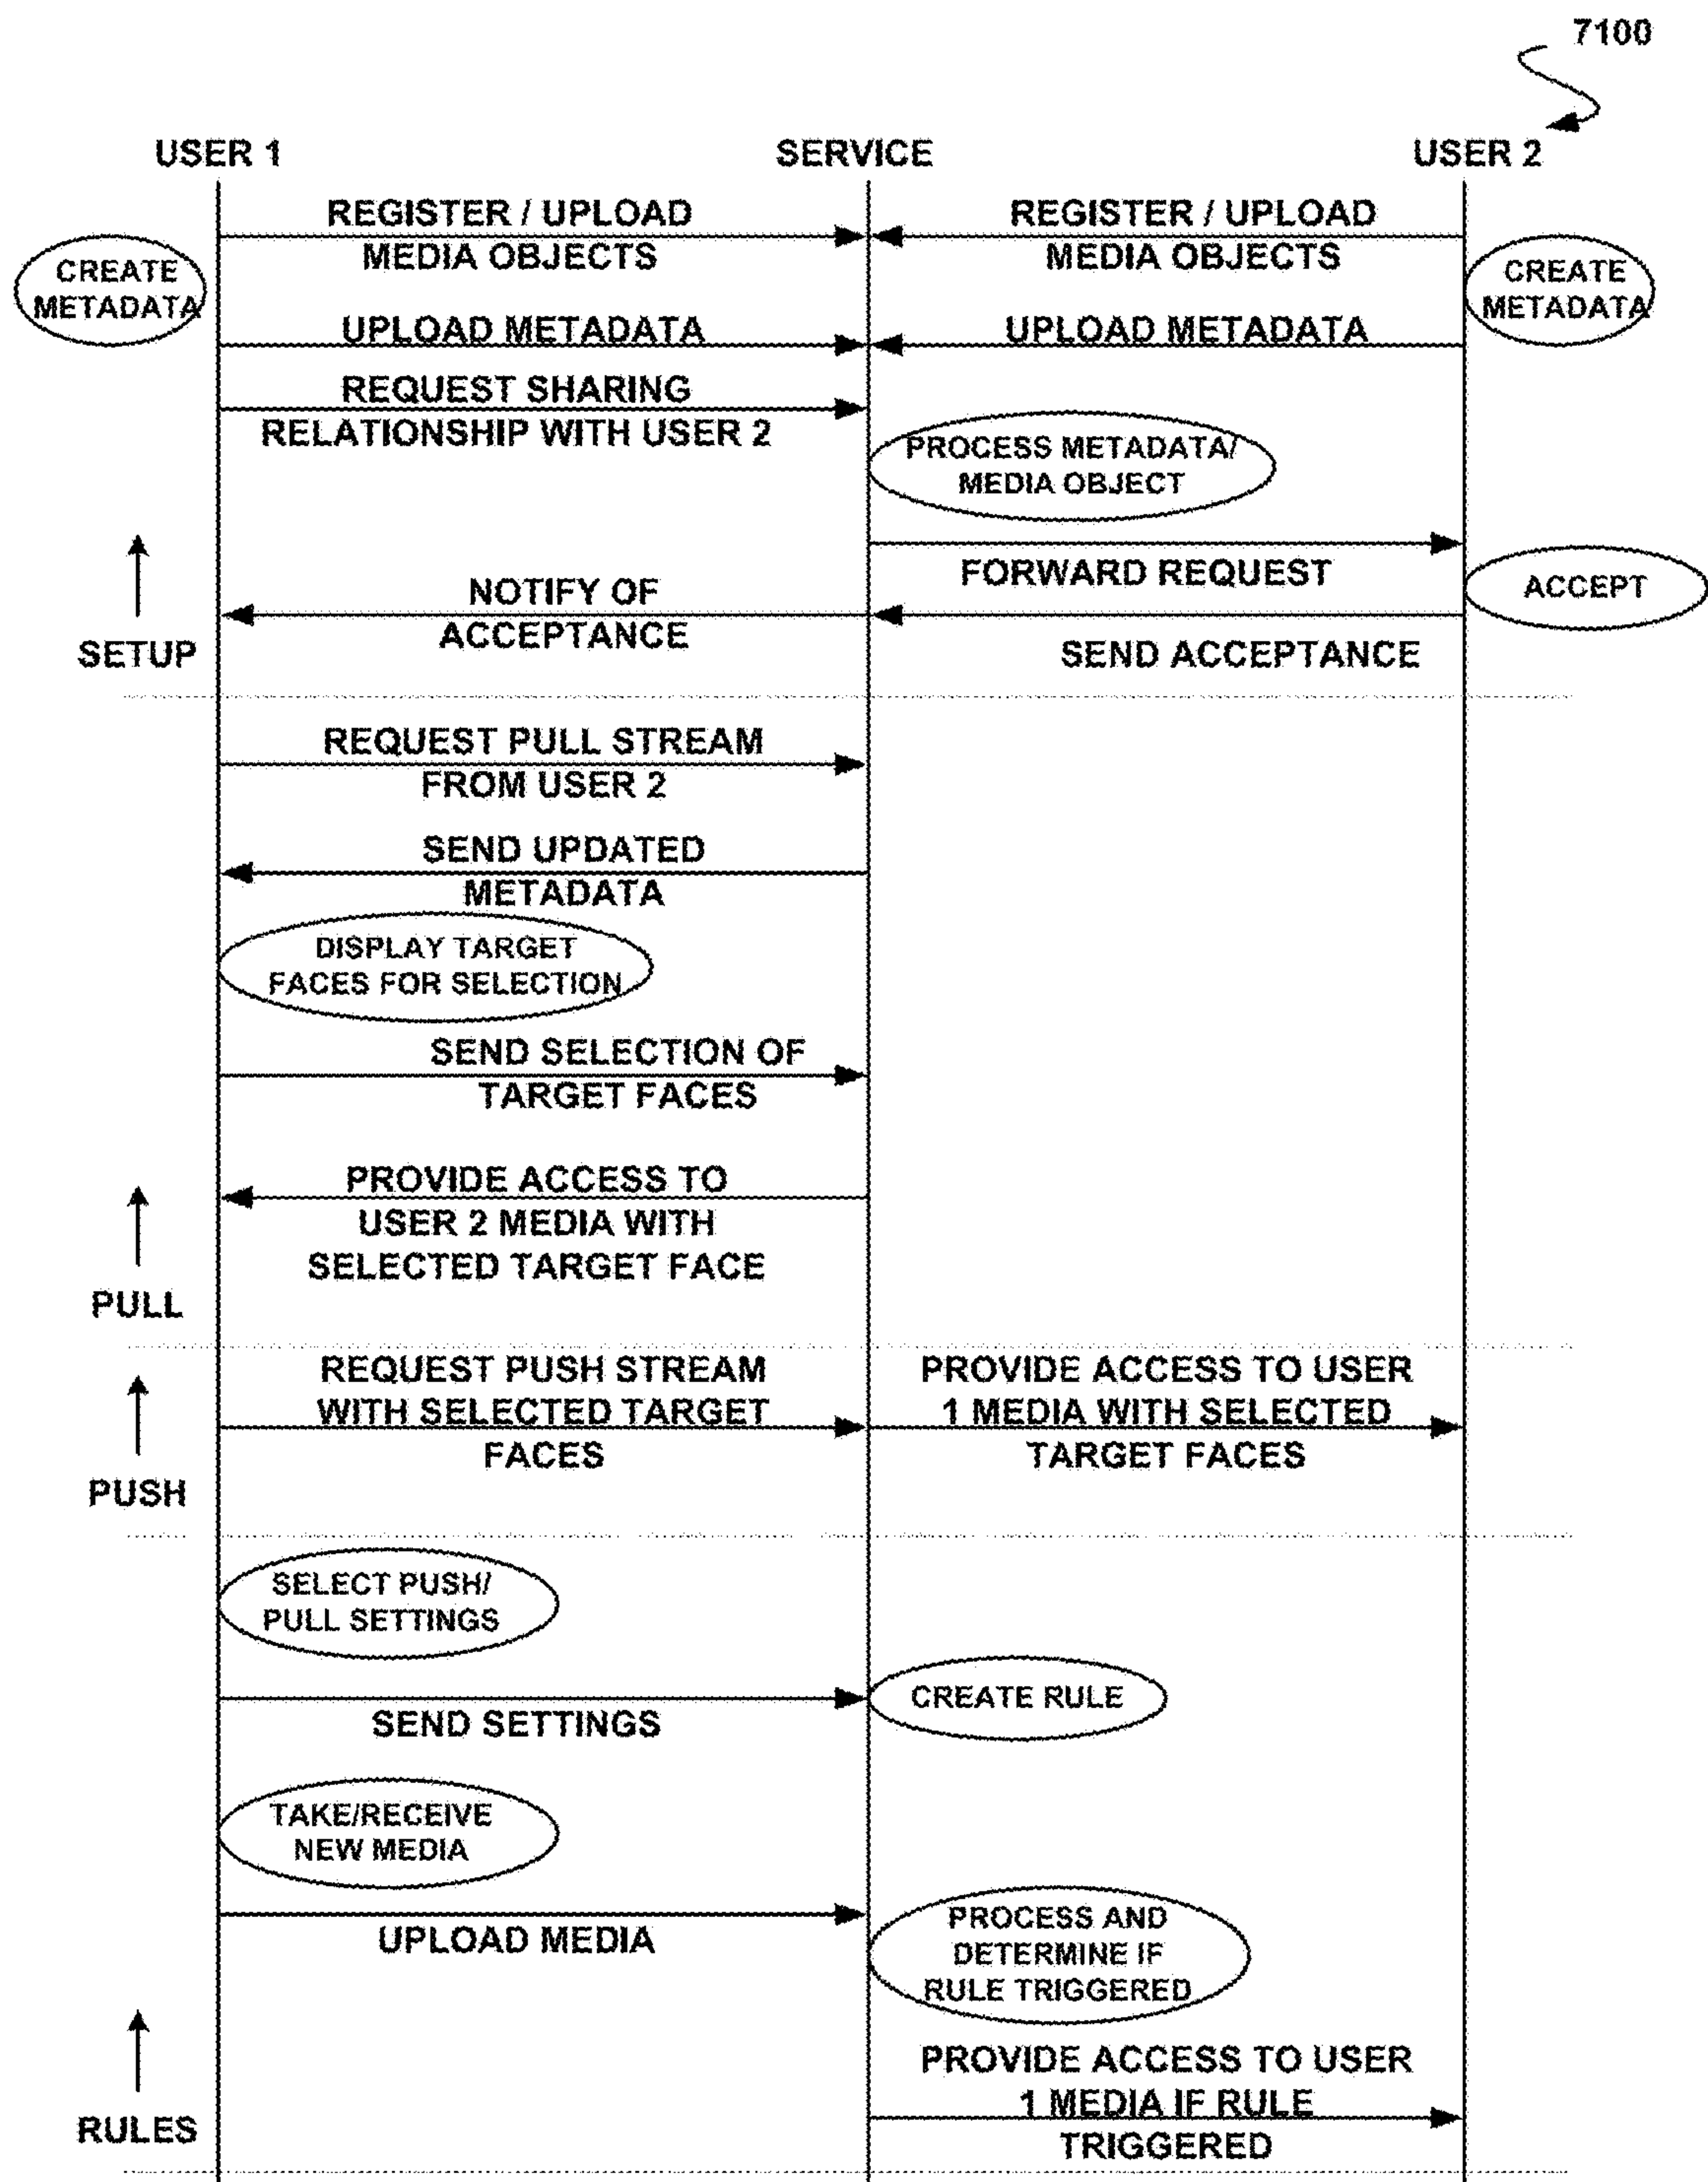 7100
USER 1
SERVICE
USER 2
REGISTER / UPLOAD
MEDIA OBJECTS
REGISTER / UPLOAD
MEDIA OBJECTS
CREATE
METADATA
CREATE
METADATA
UPLOAD METADATA
UPLOAD METADATA
REQUEST SHARING
RELATIONSHIP WITH USER 2
PROCESS METADATA/
MEDIA OBJECT
FORWARD REQUEST
ACCEPT
NOTIFY OF
ACCEPTANCE
SEND ACCEPTANCE
SETUP
REQUEST PULL STREAM
FROM USER 2
SEND UPDATED
METADATA
DISPLAY TARGET
FACES FOR SELECTION
SEND SELECTION OF
TARGET FACES
PROVIDE ACCESS TO
USER 2 MEDIA WITH
SELECTED TARGET FACE
PULL
REQUEST PUSH STREAM
WITH SELECTED TARGET
FACES
PROVIDE ACCESS TO USER
1 MEDIA WITH SELECTED
TARGET FACES
PUSH
SELECT PUSH/
PULL SETTINGS
SEND SETTINGS
CREATE RULE
TAKE/RECEIVE
NEW MEDIA
UPLOAD MEDIA
PROCESS AND
DETERMINE IF
RULE TRIGGERED
PROVIDE ACCESS TO USER
1 MEDIA IF RULE
TRIGGERED
RULES